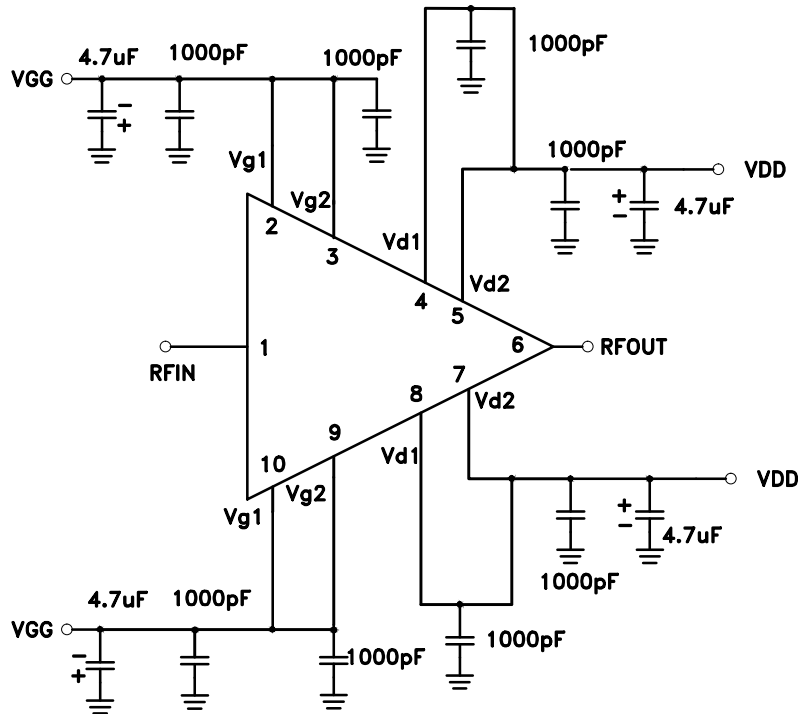 4.7uF
1000pF
1000pF
1000pF
VGG
−
+
Vg1
Vg2
Vd1
Vd2
1000pF
VDD
+
−
4.7uF
2
3
4
5
RFIN
1
6
RFOUT
7
8
9
10
Vd2
Vd1
Vg2
Vg1
VDD
+
−
4.7uF
1000pF
4.7uF
1000pF
VGG
−
+
1000pF
1000pF